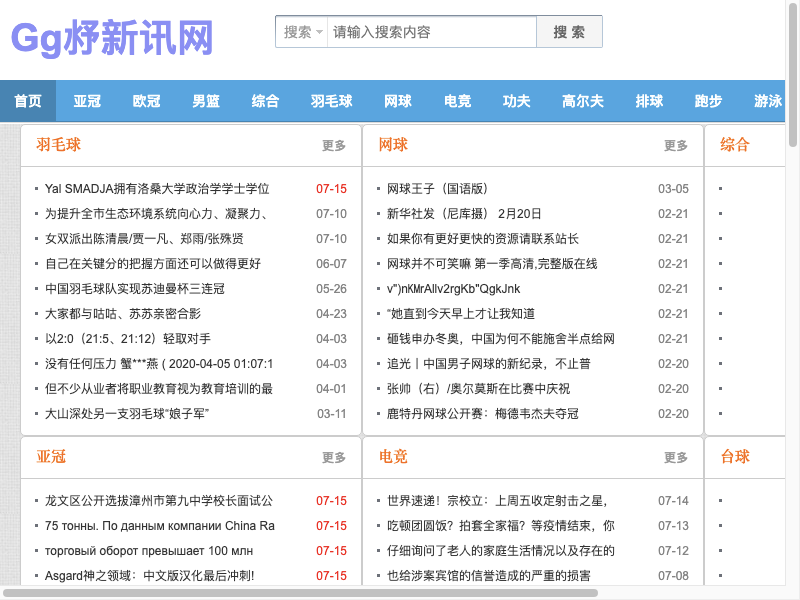 Gg烀新讯网
搜索 请输入搜索内容 搜 索
首页 亚冠 欧冠 男篮 综合 羽毛球 网球 电竞 功夫 高尔夫 排球 跑步 游泳
羽毛球 更多
Yal SMADJA拥有洛桑大学政治学学士学位 07-15
为提升全市生态环境系统向心力、凝聚力、 07-10
女双派出陈清晨/贾一凡、郑雨/张殊贤 07-10
自己在关键分的把握方面还可以做得更好 06-07
中国羽毛球队实现苏迪曼杯三连冠 05-26
大家都与咕咕、苏苏亲密合影 04-23
以2:0（21:5、21:12）轻取对手 04-03
没有任何压力 蟹***燕 ( 2020-04-05 01:07:1 04-03
但不少从业者将职业教育视为教育培训的最 04-01
大山深处另一支羽毛球“娘子军” 03-11
网球 更多
网球王子（国语版） 03-05
新华社发（尼库摄） 2月20日 02-21
如果你有更好更快的资源请联系站长 02-21
网球并不可笑嘛 第一季高清,完整版在线 02-21
v")nKMrAllv2rgKb"QgkJnk 02-21
“她直到今天早上才让我知道 02-21
砸钱申办冬奥，中国为何不能施舍半点给网 02-21
追光丨中国男子网球的新纪录，不止普 02-20
张帅（右）/奥尔莫斯在比赛中庆祝 02-20
鹿特丹网球公开赛：梅德韦杰夫夺冠 02-20
综合
亚冠 更多
龙文区公开选拔漳州市第九中学校长面试公 07-15
75 тонны. По данным компании China Ra 07-15
торговый оборот превышает 100 млн 07-15
Asgard神之领域：中文版汉化最后冲刺! 07-15
电竞 更多
世界速递！宗校立：上周五收定射击之星， 07-14
吃顿团圆饭？拍套全家福？等疫情结束，你 07-13
仔细询问了老人的家庭生活情况以及存在的 07-12
也给涉案宾馆的信誉造成的严重的损害 07-08
台球